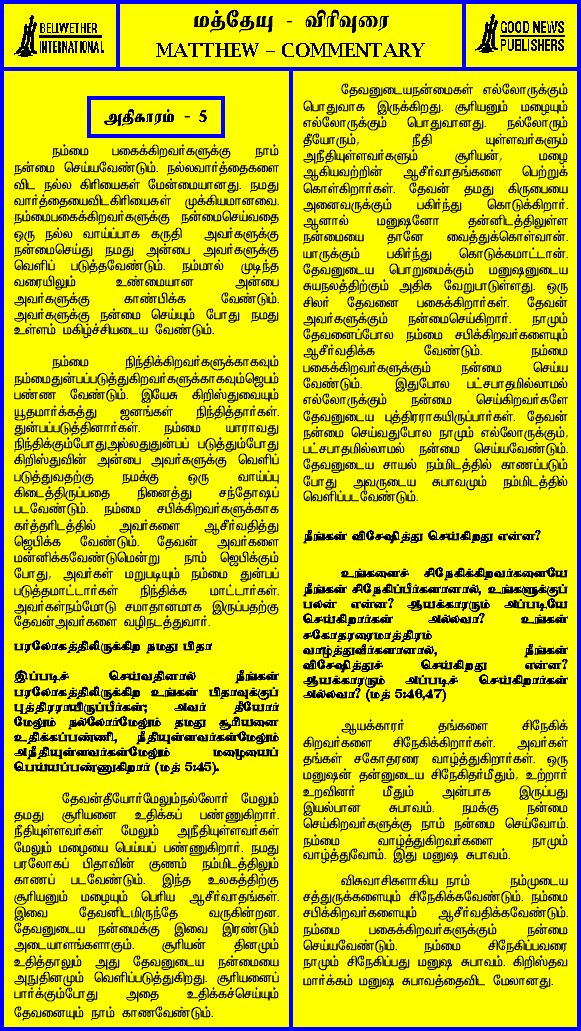 BELWETHER
INTERNATIONAL
மத்தேயு - விரிவுரை
MATTHEW – COMMENTARY
GOOD NEWS
PUBLISHERS
அதிகாரம் - 5
நம்மை பகைக்கிறவர்களுக்கு நாம்
நன்மை செய்யவேண்டும். நல்லவார்த்தைகளை
விட நல்ல கிரியைகள் மேன்மையானது. நமது
வார்த்தையைவிடகிரியைகள் முக்கியமானவை.
நம்மைபகைக்கிறவர்களுக்கு நன்மைசெய்வதை
ஒரு நல்ல வாய்ப்பாக கருதி அவர்களுக்கு
நன்மைசெய்து நமது அன்பை அவர்களுக்கு
வெளிப் படுத்தவேண்டும். நம்மால் முடிந்த
வரையிலும் உண்மையான அன்பை
அவர்களுக்கு காண்பிக்க வேண்டும்.
அவர்களுக்கு நன்மை செய்யும் போது நமது
உள்ளம் மகிழ்ச்சியடைய வேண்டும்.
நம்மை நிந்திக்கிறவர்களுக்காகவும்
நம்மைதுன்பப்படுத்துகிறவர்களுக்காகவும்ஜெபம்
பண்ண வேண்டும். இயேசு கிறிஸ்துவையும்
யூதமார்க்கத்து ஜனங்கள் நிந்தித்தார்கள்.
துன்பப்படுத்தினார்கள். நம்மை யாராவது
நிந்திக்கும்போதுஅல்லதுதுன்பப் படுத்தும்போது
கிறிஸ்துவின் அன்பை அவர்களுக்கு வெளிப்
படுத்துவதற்கு நமக்கு ஒரு வாய்ப்பு
கிடைத்திருப்பதை நினைத்து சந்தோஷப்
படவேண்டும். நம்மை சபிக்கிறவர்களுக்காக
கர்த்தரிடத்தில் அவர்களை ஆசீர்வதித்து
ஜெபிக்க வேண்டும். தேவன் அவர்களை
மன்னிக்கவேண்டுமென்று நாம் ஜெபிக்கும்
போது, அவர்கள் மறுபடியும் நம்மை துன்பப்
படுத்தமாட்டார்கள் நிந்திக்க மாட்டார்கள்.
அவர்கள்நம்மோடு சமாதானமாக இருப்பதற்கு
தேவன்அவர்களை வழிநடத்துவார்.
பரலோகத்திலிருக்கிற நமது பிதா
இப்படிச் செய்வதினால் நீங்கள்
பரலோகத்திலிருக்கிற உங்கள் பிதாவுக்குப்
புத்திரராயிருப்பீர்கள்; அவர் தீயோர்
மேலும் நல்லோர்மேலும் தமது சூரியனை
உதிக்கப்பண்ணி, நீதியுள்ளவர்கள்மேலும்
அநீதியுள்ளவர்கள்மேலும் மழையைப்
பெய்யப்பண்ணுகிறார் (மத் 5:45).
தேவன்தீயோர்மேலும்நல்லோர் மேலும்
தமது சூரியனை உதிக்கப் பண்ணுகிறார்.
நீதியுள்ளவர்கள் மேலும் அநீதியுள்ளவர்கள்
மேலும் மழையை பெய்யப் பண்ணுகிறார். நமது
பரலோகப் பிதாவின் குணம் நம்மிடத்திலும்
காணப் படவேண்டும். இந்த உலகத்திற்கு
சூரியனும் மழையும் பெரிய ஆசீர்வாதங்கள்.
இவை தேவனிடமிருந்தே வருகின்றன.
தேவனுடைய நன்மைக்கு இவை இரண்டும்
அடையாளங்களாகும். சூரியன் தினமும்
உதித்தாலும் அது தேவனுடைய நன்மையை
அநுதினமும் வெளிப்படுத்துகிறது. சூரியனைப்
பார்க்கும்போது அதை உதிக்கச்செய்யும்
தேவனையும் நாம் காணவேண்டும்.
தேவனுடையநன்மைகள் எல்லோருக்கும்
பொதுவாக இருக்கிறது. சூரியனும் மழையும்
எல்லோருக்கும் பொதுவானது. நல்லோரும்
தீயோரும், நீதி யுள்ளவர்களும்
அநீதியுள்ளவர்களும் சூரியன், மழை
ஆகியவற்றின் ஆசீர்வாதங்களை பெற்றுக்
கொள்கிறார்கள். தேவன் தமது கிருபையை
அனைவருக்கும் பகிர்ந்து கொடுக்கிறார்.
ஆனால் மனுஷனோ தன்னிடத்திலுள்ள
நன்மையை தானே வைத்துக்கொள்வான்.
யாருக்கும் பகிர்ந்து கொடுக்கமாட்டான்.
தேவனுடைய பொறுமைக்கும் மனுஷனுடைய
சுயநலத்திற்கும் அதிக வேறுபாடுள்ளது. ஒரு
சிலர் தேவனை பகைக்கிறார்கள். தேவன்
அவர்களுக்கும் நன்மைசெய்கிறார். நாமும்
தேவனைப்போல நம்மை சபிக்கிறவர்களையும்
ஆசீர்வதிக்க வேண்டும். நம்மை
பகைக்கிறவர்களுக்கும் நன்மை செய்ய
வேண்டும். இதுபோல பட்சபாதமில்லாமல்
எல்லோருக்கும் நன்மை செய்கிறவர்களே
தேவனுடைய புத்திரராகயிருப்பார்கள். தேவன்
நன்மை செய்வதுபோல நாமும் எல்லோருக்கும்,
பட்சபாதமில்லாமல் நன்மை செய்யவேண்டும்.
தேவனுடைய சாயல் நம்மிடத்தில் காணப்படும்
போது அவருடைய சுபாவமும் நம்மிடத்தில்
வெளிப்படவேண்டும்.
நீங்கள் விசேஷித்து செய்கிறது என்ன?
உங்களைச் சிநேகிக்கிறவர்களையே
நீங்கள் சிநேகிப்பீர்களானால், உங்களுக்குப்
பலன் என்ன? ஆயக்காரரும் அப்படியே
செய்கிறார்கள் அல்லவா? உங்கள்
சகோதரரைமாத்திரம்
வாழ்த்துவீர்களானால், நீங்கள்
விசேஷித்துச் செய்கிறது என்ன?
ஆயக்காரரும் அப்படிச் செய்கிறார்கள்
அல்லவா? (மத் 5:46,47)
ஆயக்காரர் தங்களை சிநேகிக்
கிறவர்களை சிநேகிக்கிறார்கள். அவர்கள்
தங்கள் சகோதரரை வாழ்த்துகிறார்கள். ஒரு
மனுஷன் தன்னுடைய சிநேகிதர்மீதும், உற்றார்
உறவினர் மீதும் அன்பாக இருப்பது
இயல்பான சுபாவம். நமக்கு நன்மை
செய்கிறவர்களுக்கு நாம் நன்மை செய்வோம்.
நம்மை வாழ்த்துகிறவர்களை நாமும்
வாழ்த்துவோம். இது மனுஷ சுபாவம்.
விசுவாசிகளாகிய நாம் நம்முடைய
சத்துருக்களையும் சிநேகிக்கவேண்டும். நம்மை
சபிக்கிறவர்களையும் ஆசீர்வதிக்கவேண்டும்.
நம்மை பகைக்கிறவர்களுக்கும் நன்மை
செய்யவேண்டும். நம்மை சிநேகிப்பவரை
நாமும் சிநேகிப்பது மனுஷ சுபாவம். கிறிஸ்தவ
மார்க்கம் மனுஷ சுபாவத்தைவிட மேலானது.